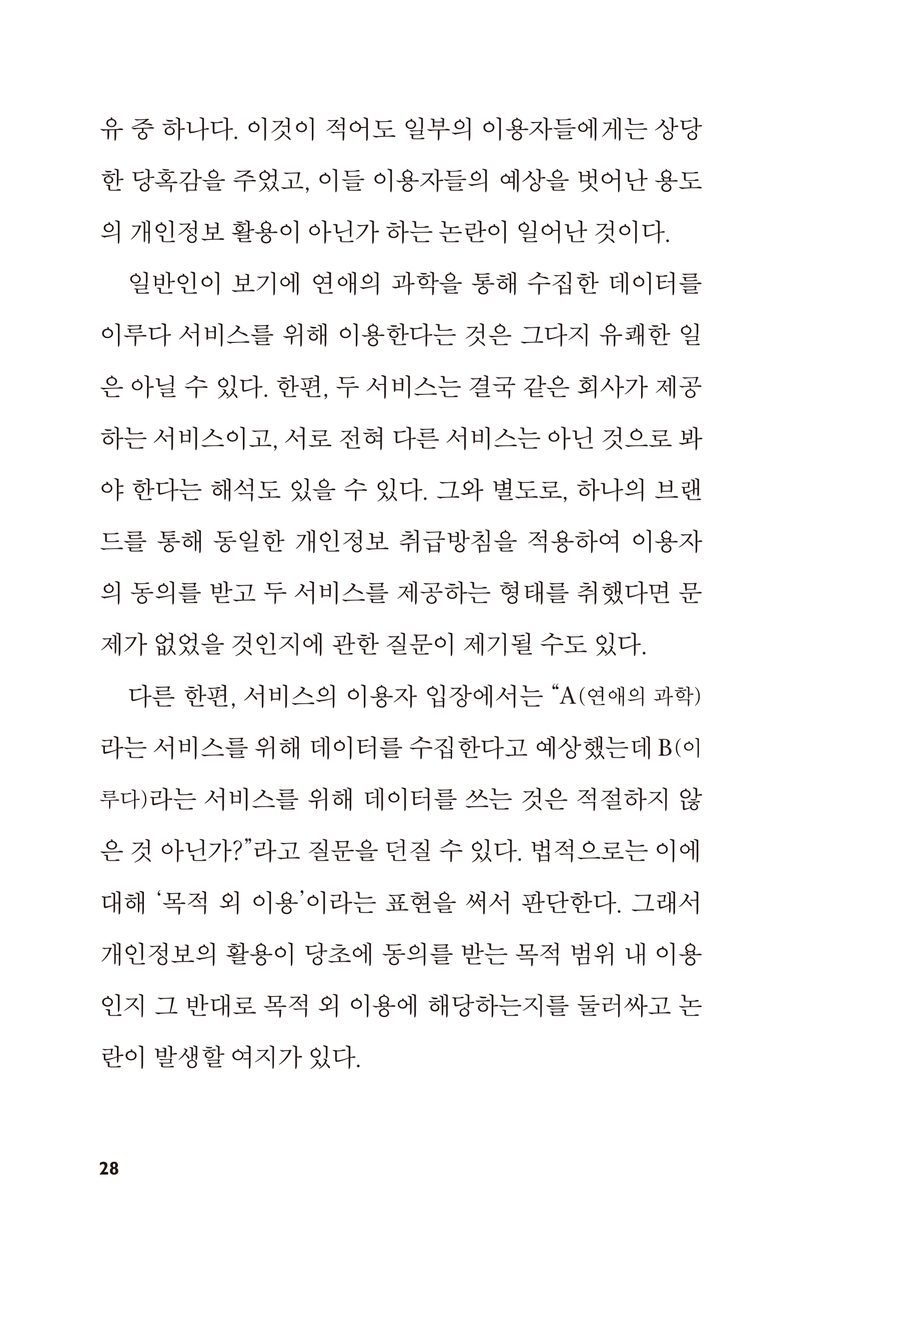 유 중 하나다. 이것이 적어도 일부의 이용자들에게는 상당
한 당혹감을 주었고, 이들 이용자들의 예상을 벗어난 용도
의 개인정보 활용이 아닌가 하는 논란이 일어난 것이다.
일반인이 보기에 연애의 과학을 통해 수집한 데이터를
이루다 서비스를 위해 이용한다는 것은 그다지 유쾌한 일
은 아닐 수 있다. 한편, 두 서비스는 결국 같은 회사가 제공
하는 서비스이고, 서로 전혀 다른 서비스는 아닌 것으로 봐
야 한다는 해석도 있을 수 있다. 그와 별도로, 하나의 브랜
드를 통해 동일한 개인정보 취급방침을 적용하여 이용자
의 동의를 받고 두 서비스를 제공하는 형태를 취했다면 문
제가 없었을 것인지에 관한 질문이 제기될 수도 있다.
다른 한편, 서비스의 이용자 입장에서는 “A(연애의 과학)
라는 서비스를 위해 데이터를 수집한다고 예상했는데 B(이
루다)라는 서비스를 위해 데이터를 쓰는 것은 적절하지 않
은 것 아닌가?”라고 질문을 던질 수 있다. 법적으로는 이에
대해 ‘목적 외 이용’이라는 표현을 써서 판단한다. 그래서
개인정보의 활용이 당초에 동의를 받는 목적 범위 내 이용
인지 그 반대로 목적 외 이용에 해당하는지를 둘러싸고 논
란이 발생할 여지가 있다.
28